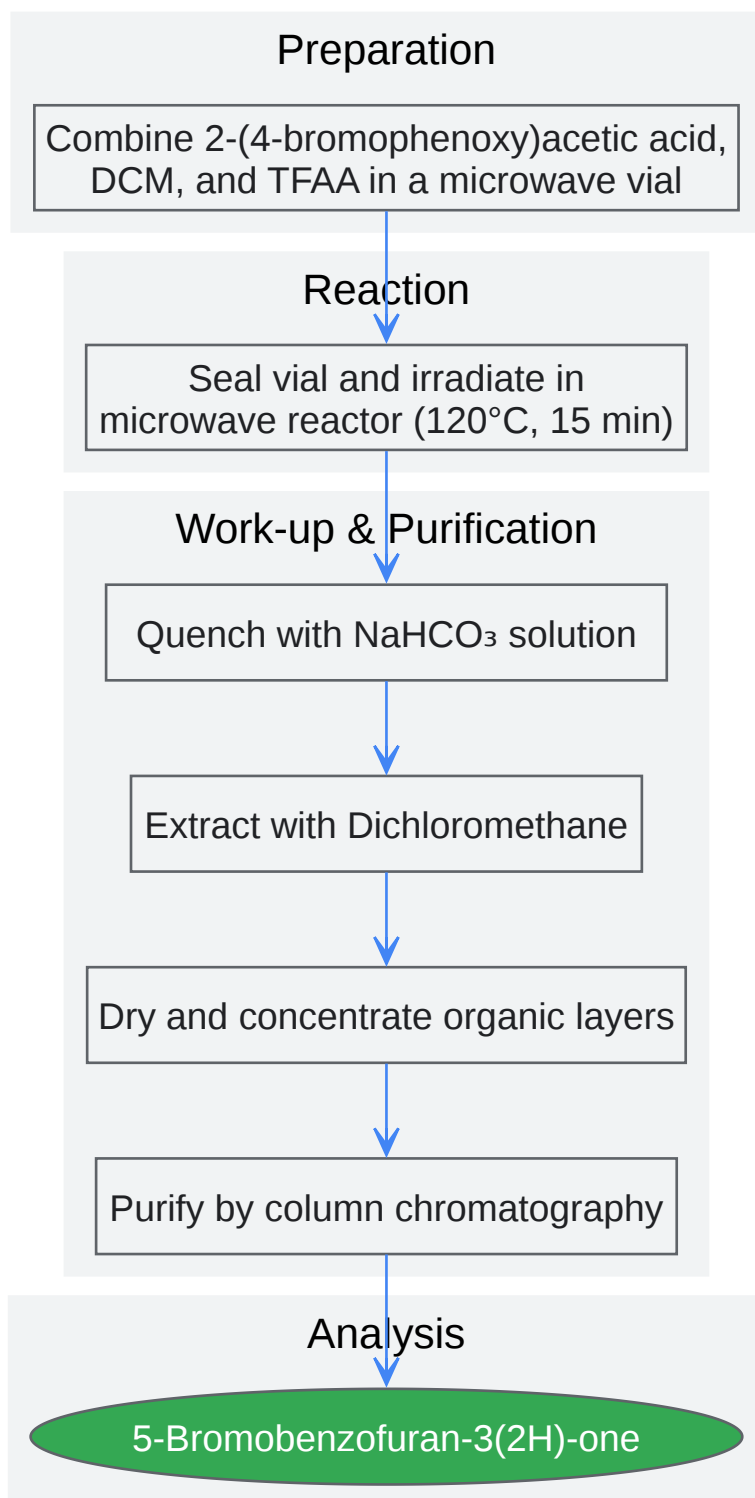 Preparation
Combine 2-(4-bromophenoxy)acetic acid,
DCM, and TFAA in a microwave vial
Reaction
Seal vial and irradiate in
microwave reactor (120°C, 15 min)
Work-up & Purification
Quench with NaHCO₃ solution
Extract with Dichloromethane
Dry and concentrate organic layers
Purify by column chromatography
Analysis
5-Bromobenzofuran-3(2H)-one